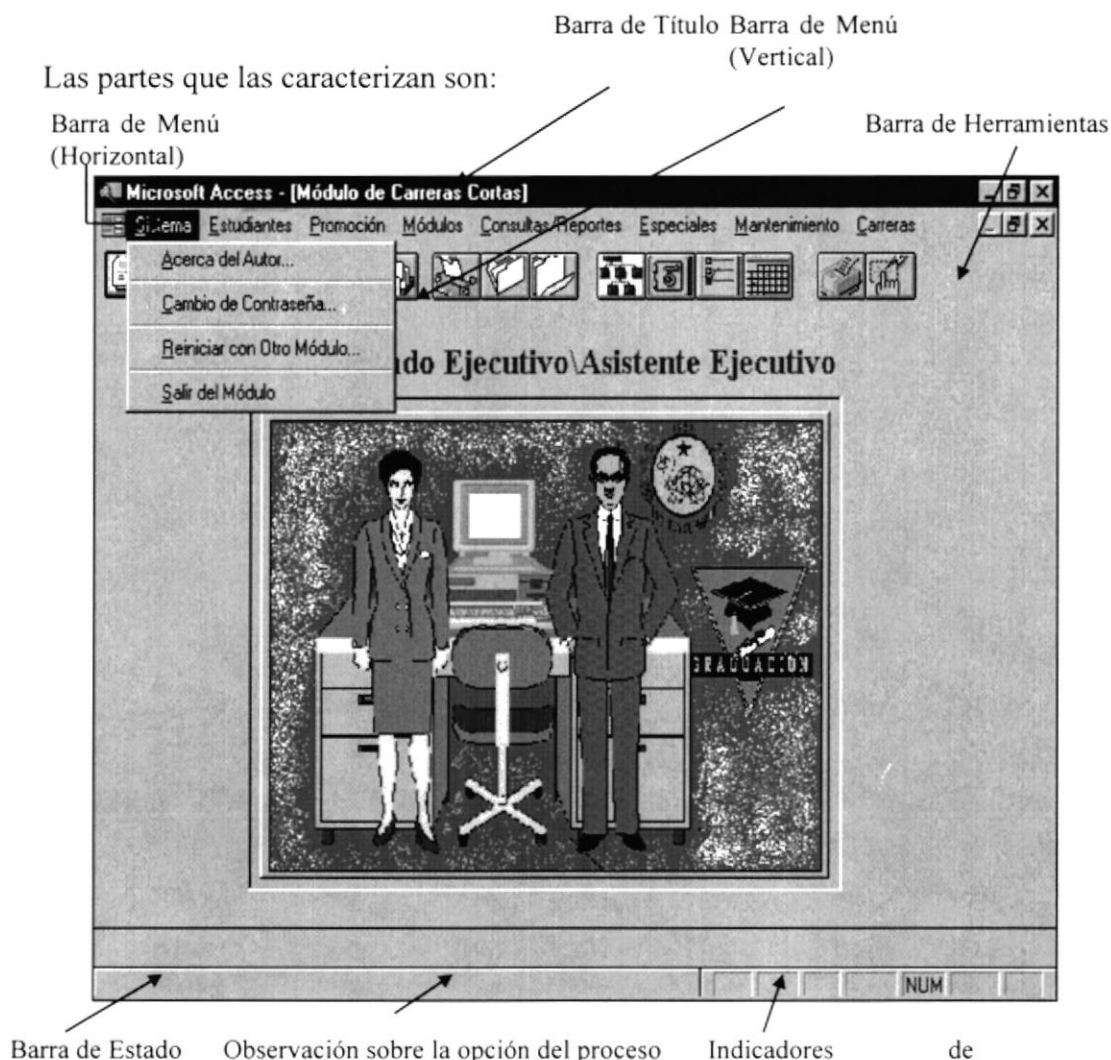 Barra de Título Barra de Menú
(Vertical)
Las partes que las caracterizan son:
Barra de Menú
(Horizontal)
Barra de Herramientas
Microsoft Access - [Módulo de Carreras Cortas]
Sistema Estudiantes Promoción Módulos Consultas/Reportes Especiales Mantenimiento Carreras
Acerca del Autor...
Cambio de Contraseña...
Reiniciar con Otro Módulo...
Salir del Módulo
do Ejecutivo\Asistente Ejecutivo
GRADUACION
NUM
Barra de Estado Observación sobre la opción del proceso Indicadores de